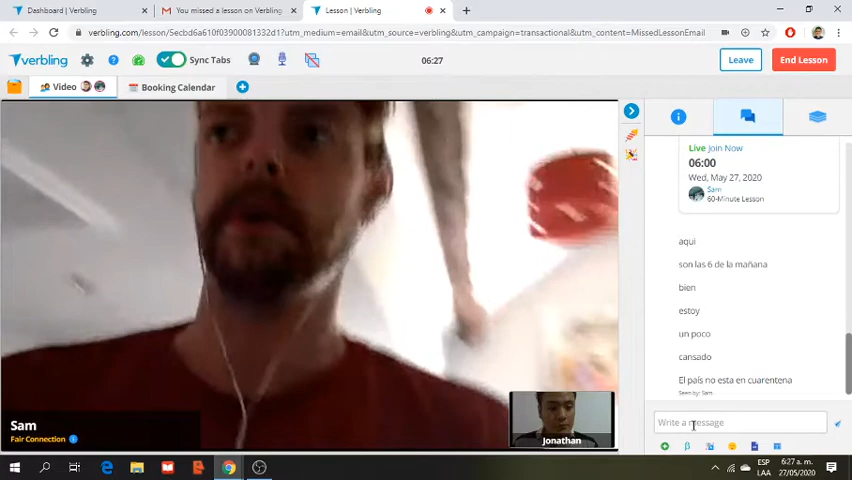 Dashboard | Verbling
You missed a lesson on Verbling
Lesson | Verbling
verbling.com/lesson/5ecbd6a610f03900081332d1?utm_medium=email&utm_source=verbling&utm_campaign=transactional&utm_content=MissedLessonEmail
verbling
Sync Tabs
06:27
Leave
End Lesson
Video
Booking Calendar
Live Join Now
06:00
Wed, May 27, 2020
Sam
60-Minute Lesson
aqui
son las 6 de la mañana
bien
estoy
un poco
cansado
El país no esta en cuarentena
Seen by: Sam.
Write a message
Sam
Fair Connection
Jonathan
ESP
LAA
6:27 a. m.
27/05/2020